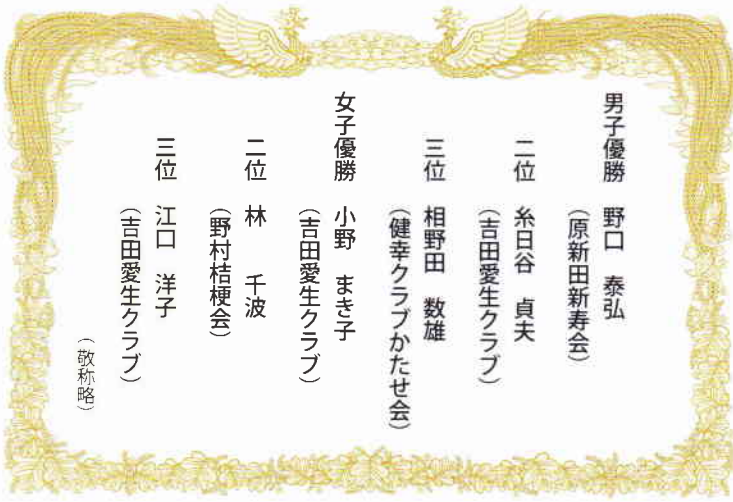 男子優勝　野口　泰弘
（原新田新寿会）
二位　糸日谷　貞夫
（吉田愛生クラブ）
三位　相野田　数雄
（健幸クラブかたせ会）
女子優勝　小野　まき子
（吉田愛生クラブ）
二位　林　千波
（野村桔梗会）
三位　江口　洋子
（吉田愛生クラブ）
（敬称略）